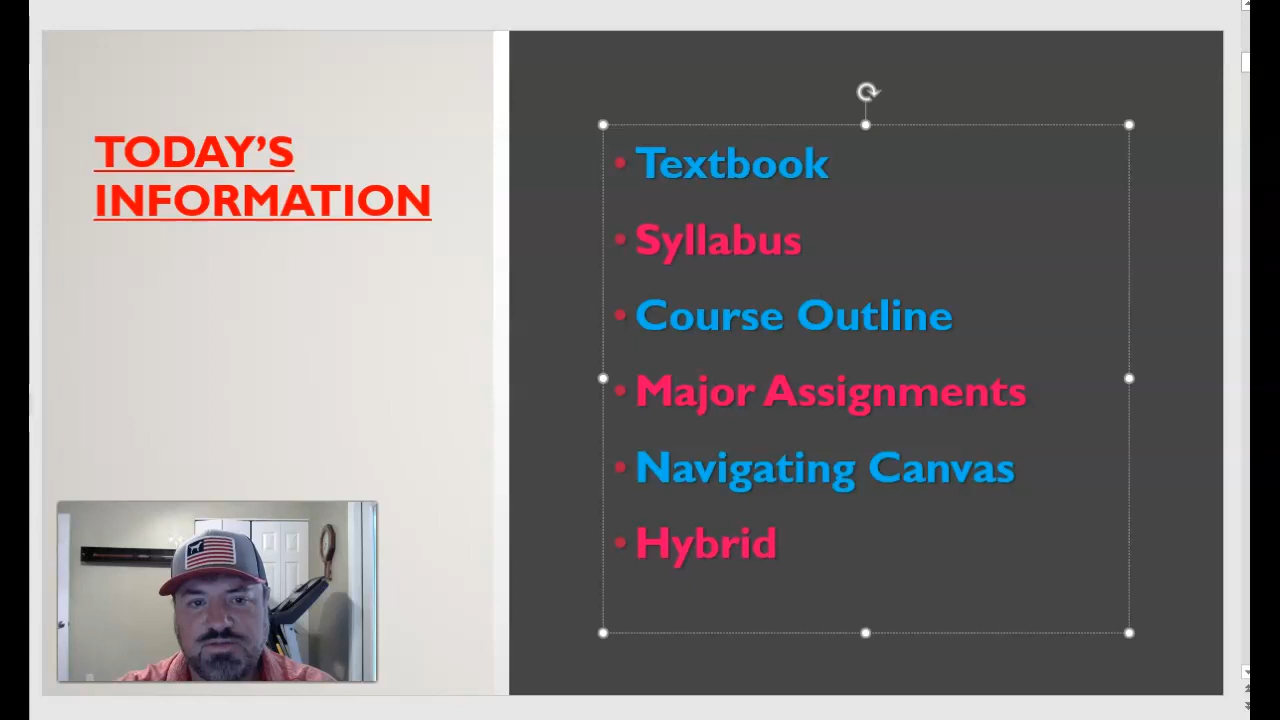 TODAY'S
INFORMATION
• Textbook
• Syllabus
• Course Outline
• Major Assignments
• Navigating Canvas
• Hybrid